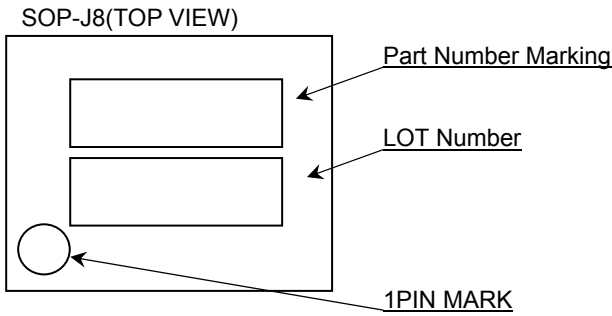 SOP-J8(TOP VIEW)
Part Number Marking
LOT Number
1PIN MARK